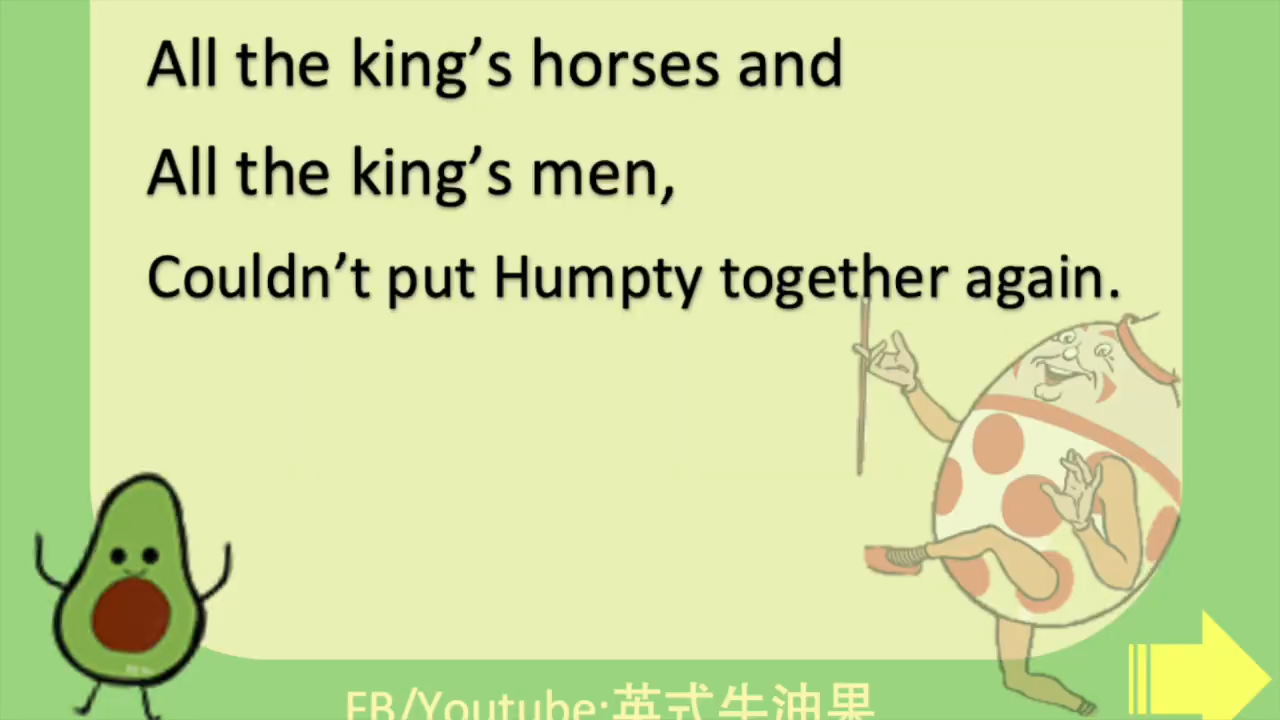 All the king’s horses and
All the king’s men,
Couldn’t put Humpty together again.
FB/Youtube:英式牛油果